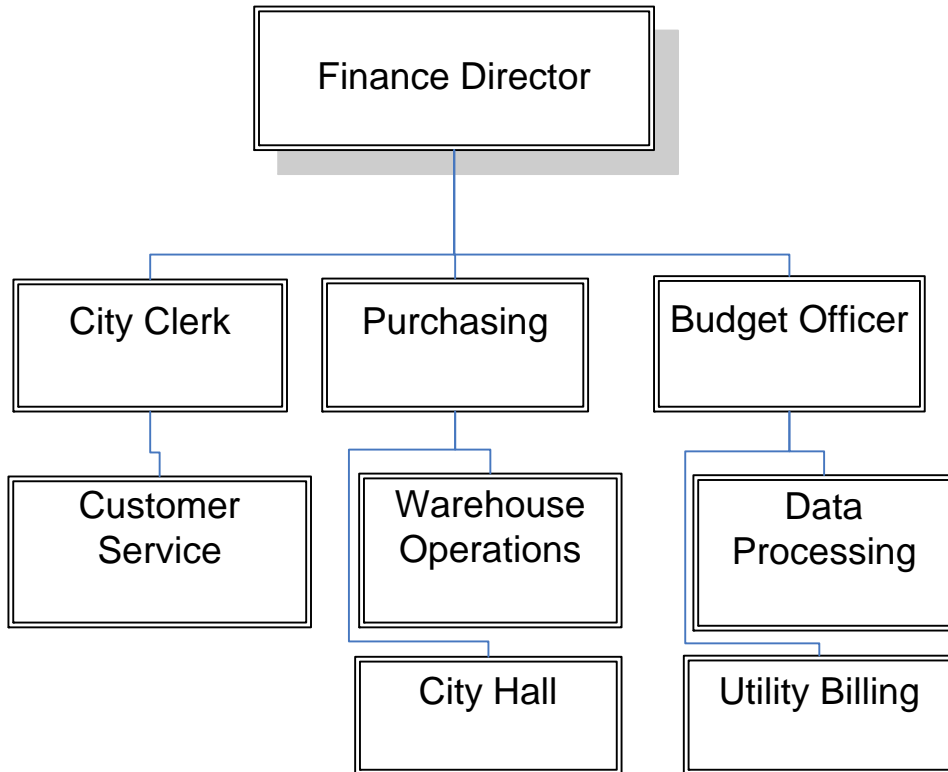 Finance Director
City Clerk
Purchasing
Budget Officer
Customer
Service
Warehouse
Operations
Data
Processing
City Hall
Utility Billing